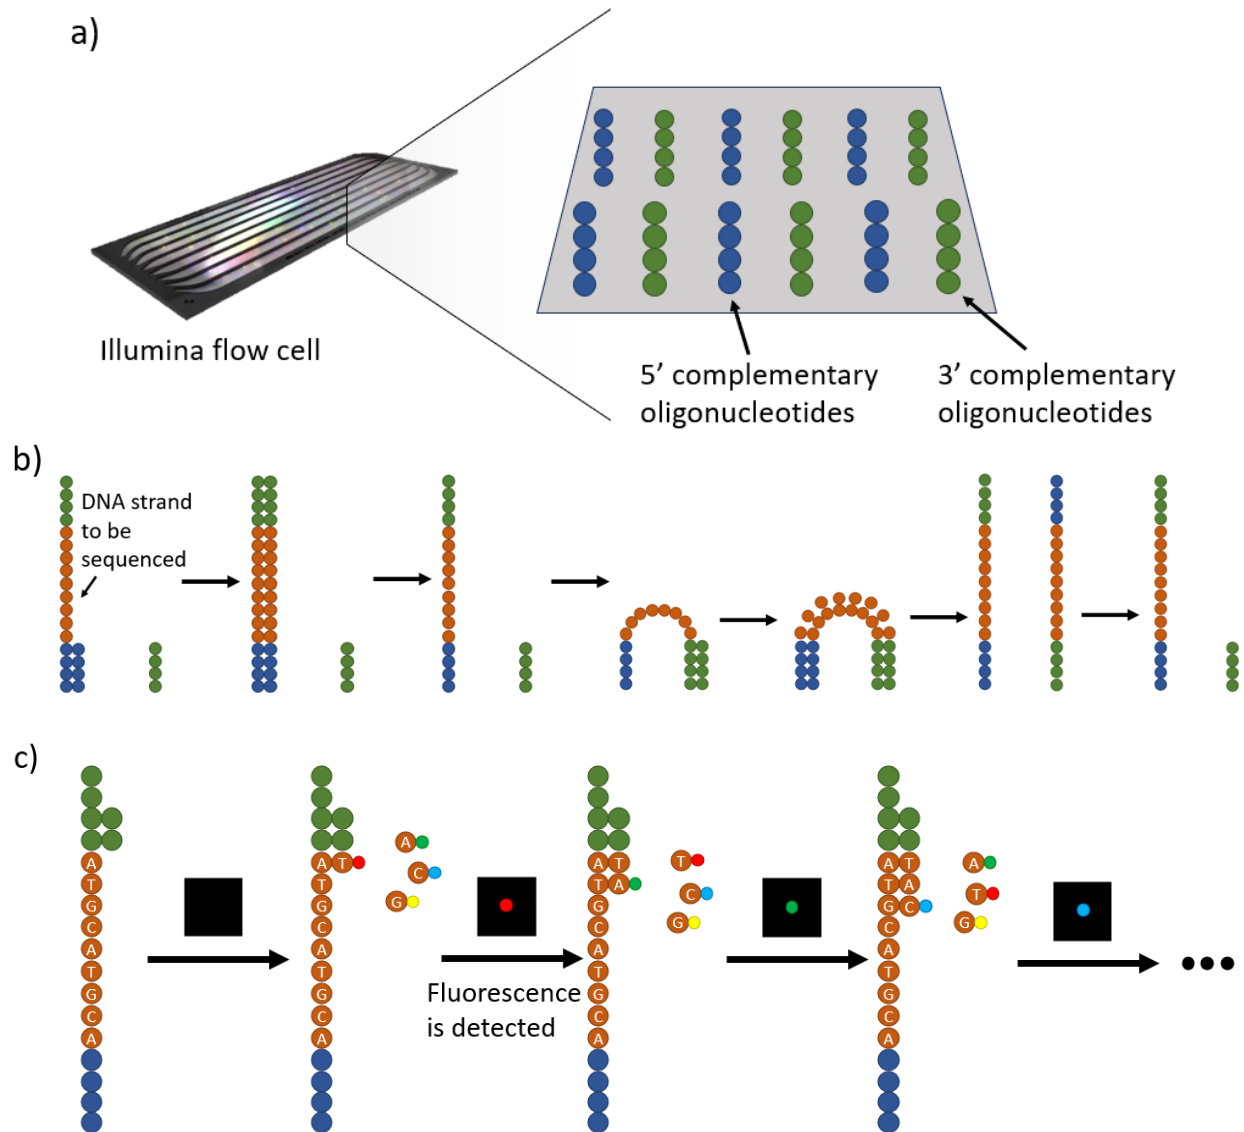 a)
Illumina flow cell
5’ complementary
oligonucleotides
3’ complementary
oligonucleotides
b)
DNA strand
to be
sequenced
c)
A
T
G
C
A
T
G
C
A
A T
T
G
C
A
T
G
C
A
A
C
G
Fluorescence
is detected
A T
T A
G
C
A
T
G
C
A
T
C
G
A T
T A
G C
C
A
T
G
C
A
A
T
G